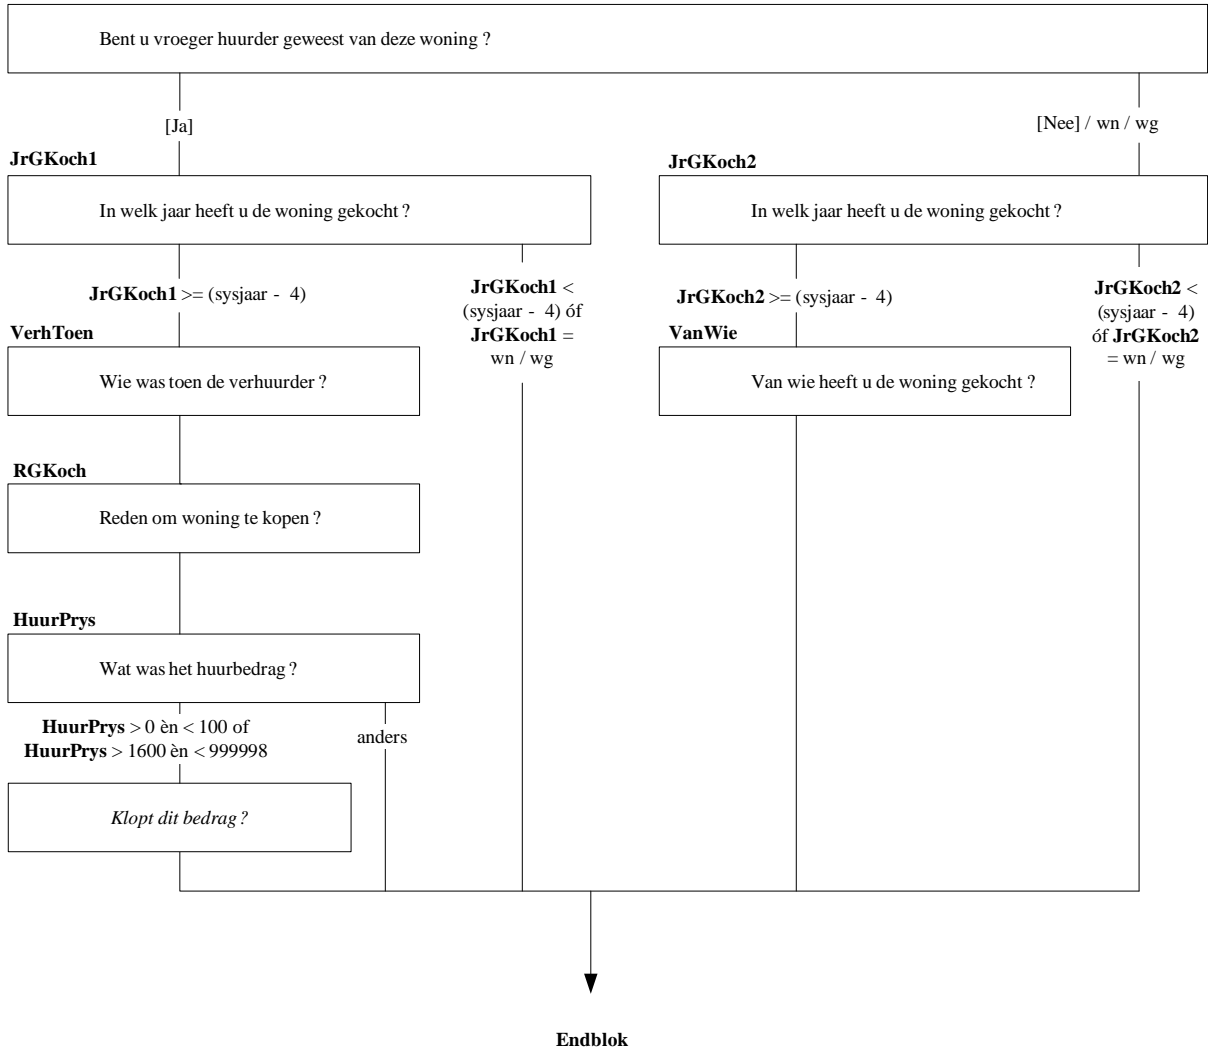 Bent u vroeger huurder geweest van deze woning ?
[Ja]
[Nee] / wn / wg
JrGKoch1
In welk jaar heeft u de woning gekocht ?
JrGKoch2
In welk jaar heeft u de woning gekocht ?
JrGKoch1 >= (sysjaar - 4)
JrGKoch1 <
(sysjaar - 4) óf
JrGKoch1 =
wn / wg
JrGKoch2 >= (sysjaar - 4)
JrGKoch2 <
(sysjaar - 4)
óf JrGKoch2
= wn / wg
VerhToen
Wie was toen de verhuurder ?
VanWie
Van wie heeft u de woning gekocht ?
RGKoch
Reden om woning te kopen ?
HuurPrys
Wat was het huurbedrag ?
HuurPrys > 0 èn < 100 of
HuurPrys > 1600 èn < 999998
anders
Klopt dit bedrag ?
Endblok